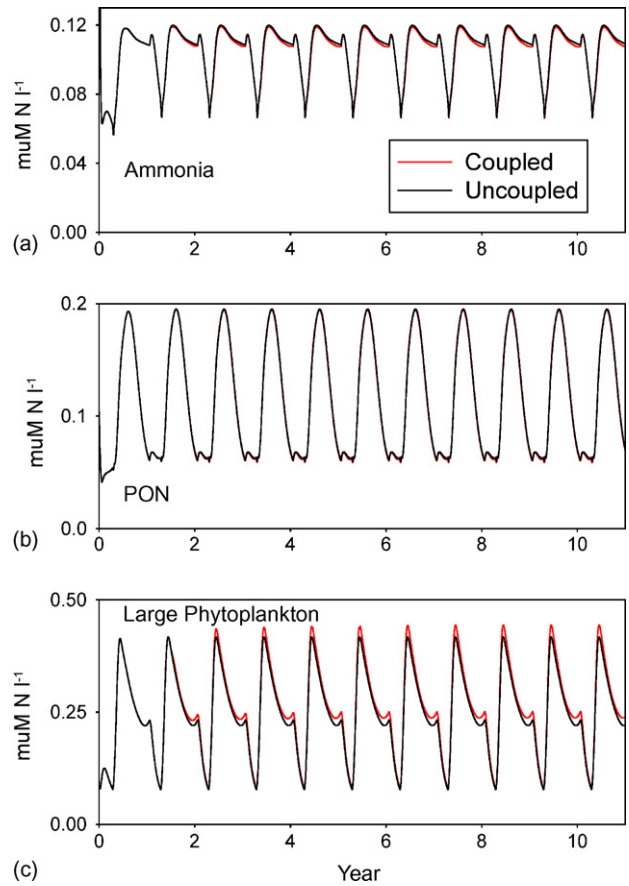 0.12
0.08
0.04
0.00
muM N l-1
Ammonia
Coupled
Uncoupled
(a)
0 2 4 6 8 10
0.2
0.1
0.0
muM N l-1
PON
(b)
0 2 4 6 8 10
0.50
0.25
0.00
muM N l-1
Large Phytoplankton
(c)
0 2 4 6 8 10
Year